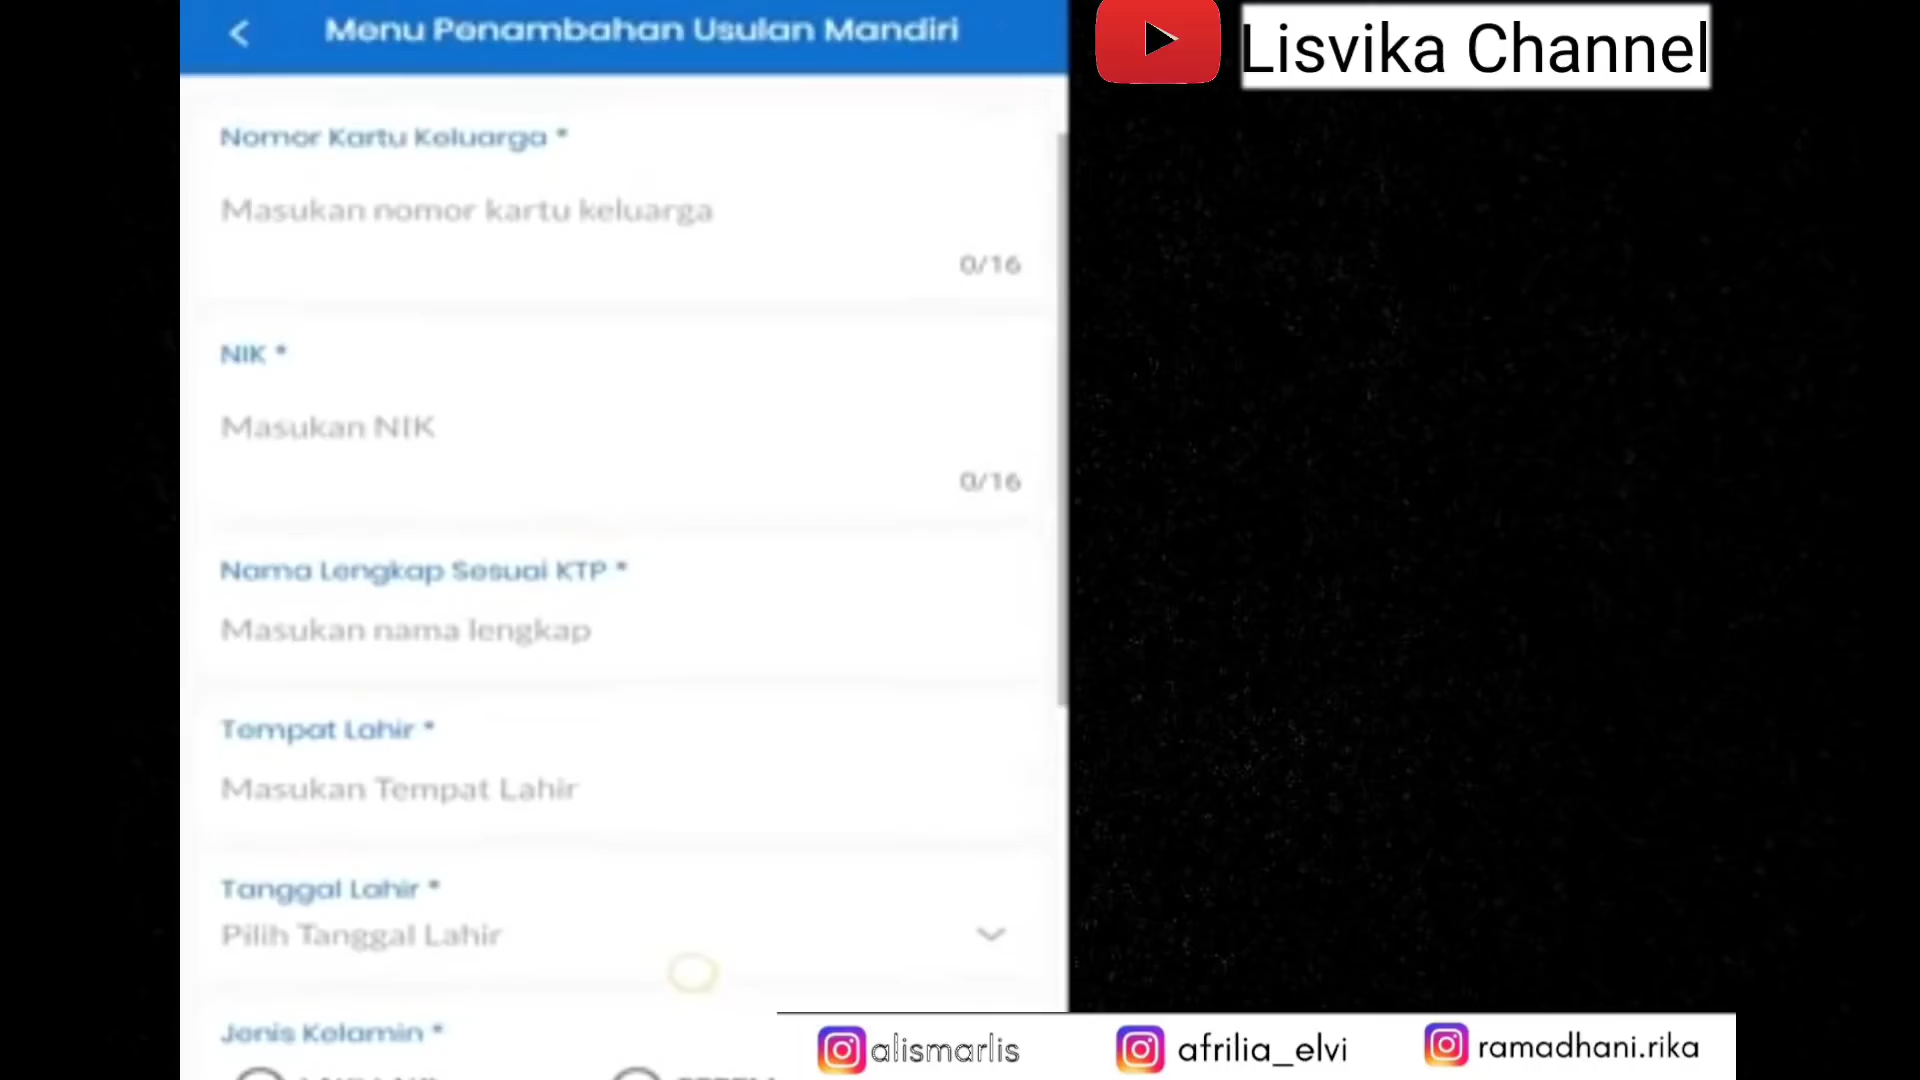 Menu Penambahan Usulan Mandiri
Lisvika Channel
Nomor Kartu Keluarga *
Masukan nomor kartu keluarga
0/16
NIK *
Masukan NIK
0/16
Nama Lengkap Sesuai KTP *
Masukan nama lengkap
Tempat Lahir *
Masukan Tempat Lahir
Tanggal Lahir *
Pilih Tanggal Lahir
Jenis Kelamin *
alismarlis
afrilia_elvi
ramadhani.rika